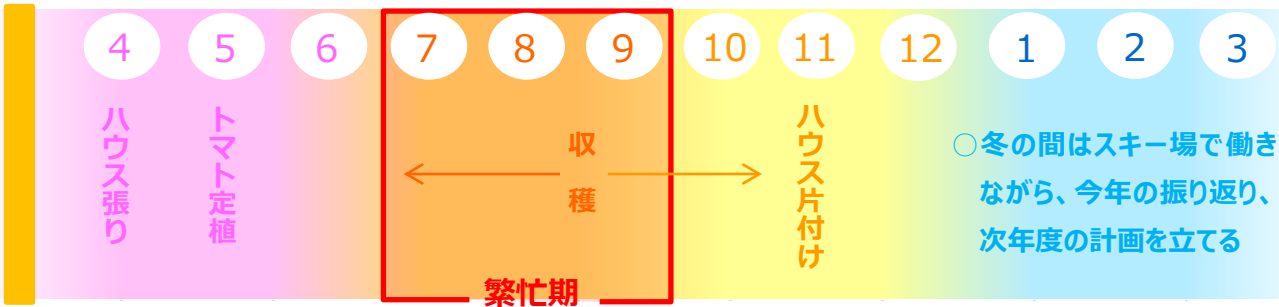 4 5 6 7 8 9 10 11 12 1 2 3
ハウス張り
トマト定植
収穫
ハウス片付け
○冬の間はスキー場で働き
ながら、今年の振り返り、
次年度の計画を立てる
繁忙期